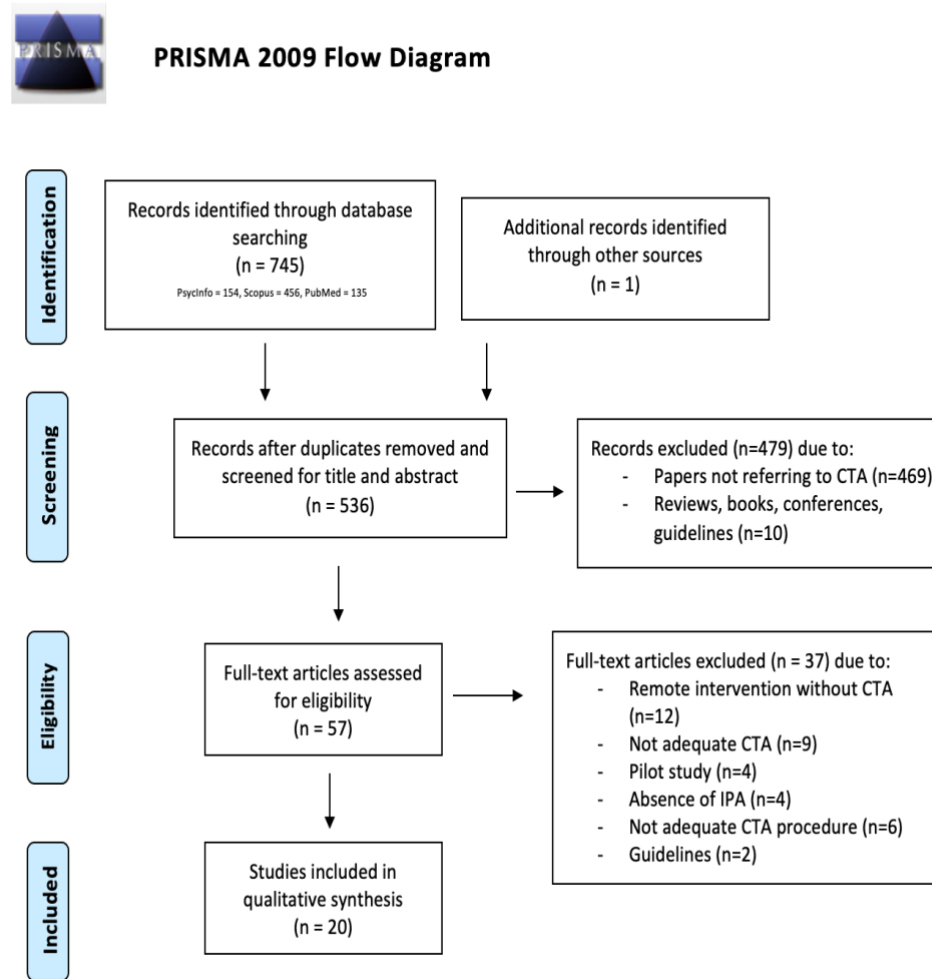 PRISMA
PRISMA 2009 Flow Diagram
Identification
Records identified through database
searching
(n = 745)
PsycInfo = 154, Scopus = 456, PubMed = 135
Additional records identified
through other sources
(n = 1)
Screening
Records after duplicates removed and
screened for title and abstract
(n = 536)
Records excluded (n=479) due to:
- Papers not referring to CTA (n=469)
- Reviews, books, conferences,
guidelines (n=10)
Eligibility
Full-text articles assessed
for eligibility
(n = 57)
Full-text articles excluded (n = 37) due to:
- Remote intervention without CTA
(n=12)
- Not adequate CTA (n=9)
- Pilot study (n=4)
- Absence of IPA (n=4)
- Not adequate CTA procedure (n=6)
- Guidelines (n=2)
Included
Studies included in
qualitative synthesis
(n = 20)